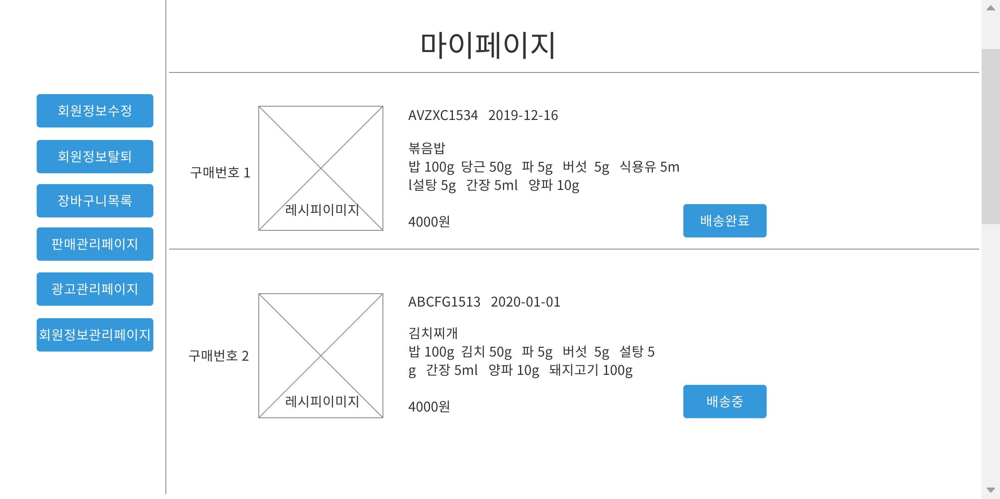 마이페이지
회원정보수정
회원정보탈퇴
장바구니목록
판매관리페이지
광고관리페이지
회원정보관리페이지
구매번호 1
레시피이미지
AVZXC1534 2019-12-16
볶음밥
밥 100g 당근 50g 파 5g 버섯 5g 식용유 5m
l설탕 5g 간장 5ml 양파 10g
4000원
배송완료
구매번호 2
레시피이미지
ABCFG1513 2020-01-01
김치찌개
밥 100g 김치 50g 파 5g 버섯 5g 설탕 5
g 간장 5ml 양파 10g 돼지고기 100g
4000원
배송중